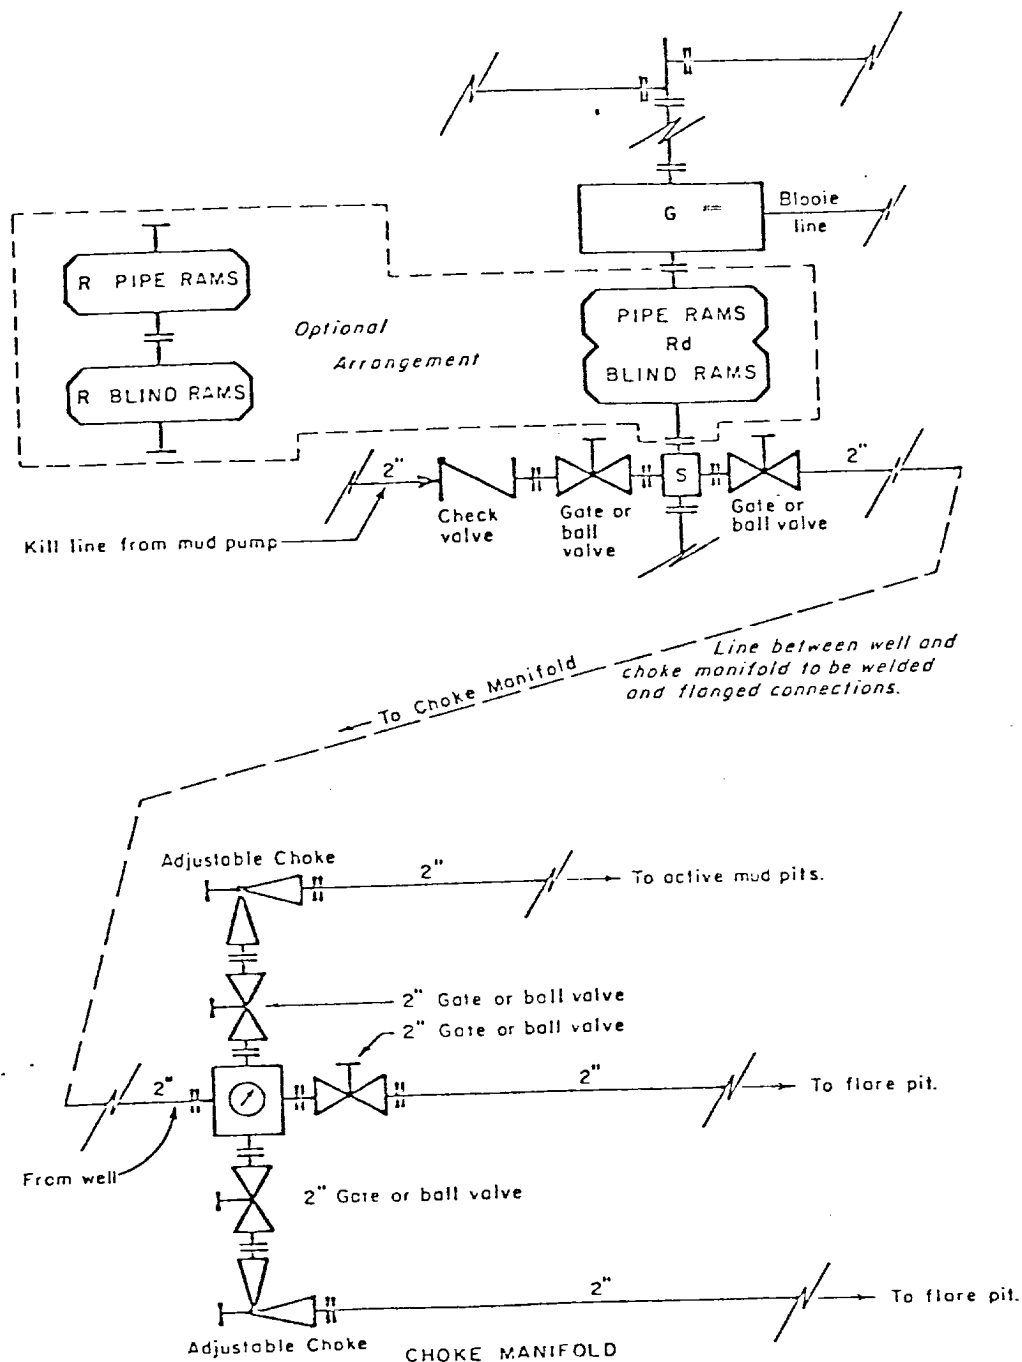 G
Blooie
line
R PIPE RAMS
R BLIND RAMS
Optional
Arrangement
PIPE RAMS
Rd
BLIND RAMS
2"
Check
valve
Gate or
ball
valve
S
Gate or
ball valve
2"
Kill line from mud pump
Line between well and
choke manifold to be welded
and flanged connections.
To Choke Manifold
Adjustable Choke
2"
To active mud pits.
2" Gate or ball valve
2" Gate or ball valve
2"
2"
To flare pit.
From well
2" Gate or ball valve
2"
To flare pit.
Adjustable Choke
CHOKE MANIFOLD